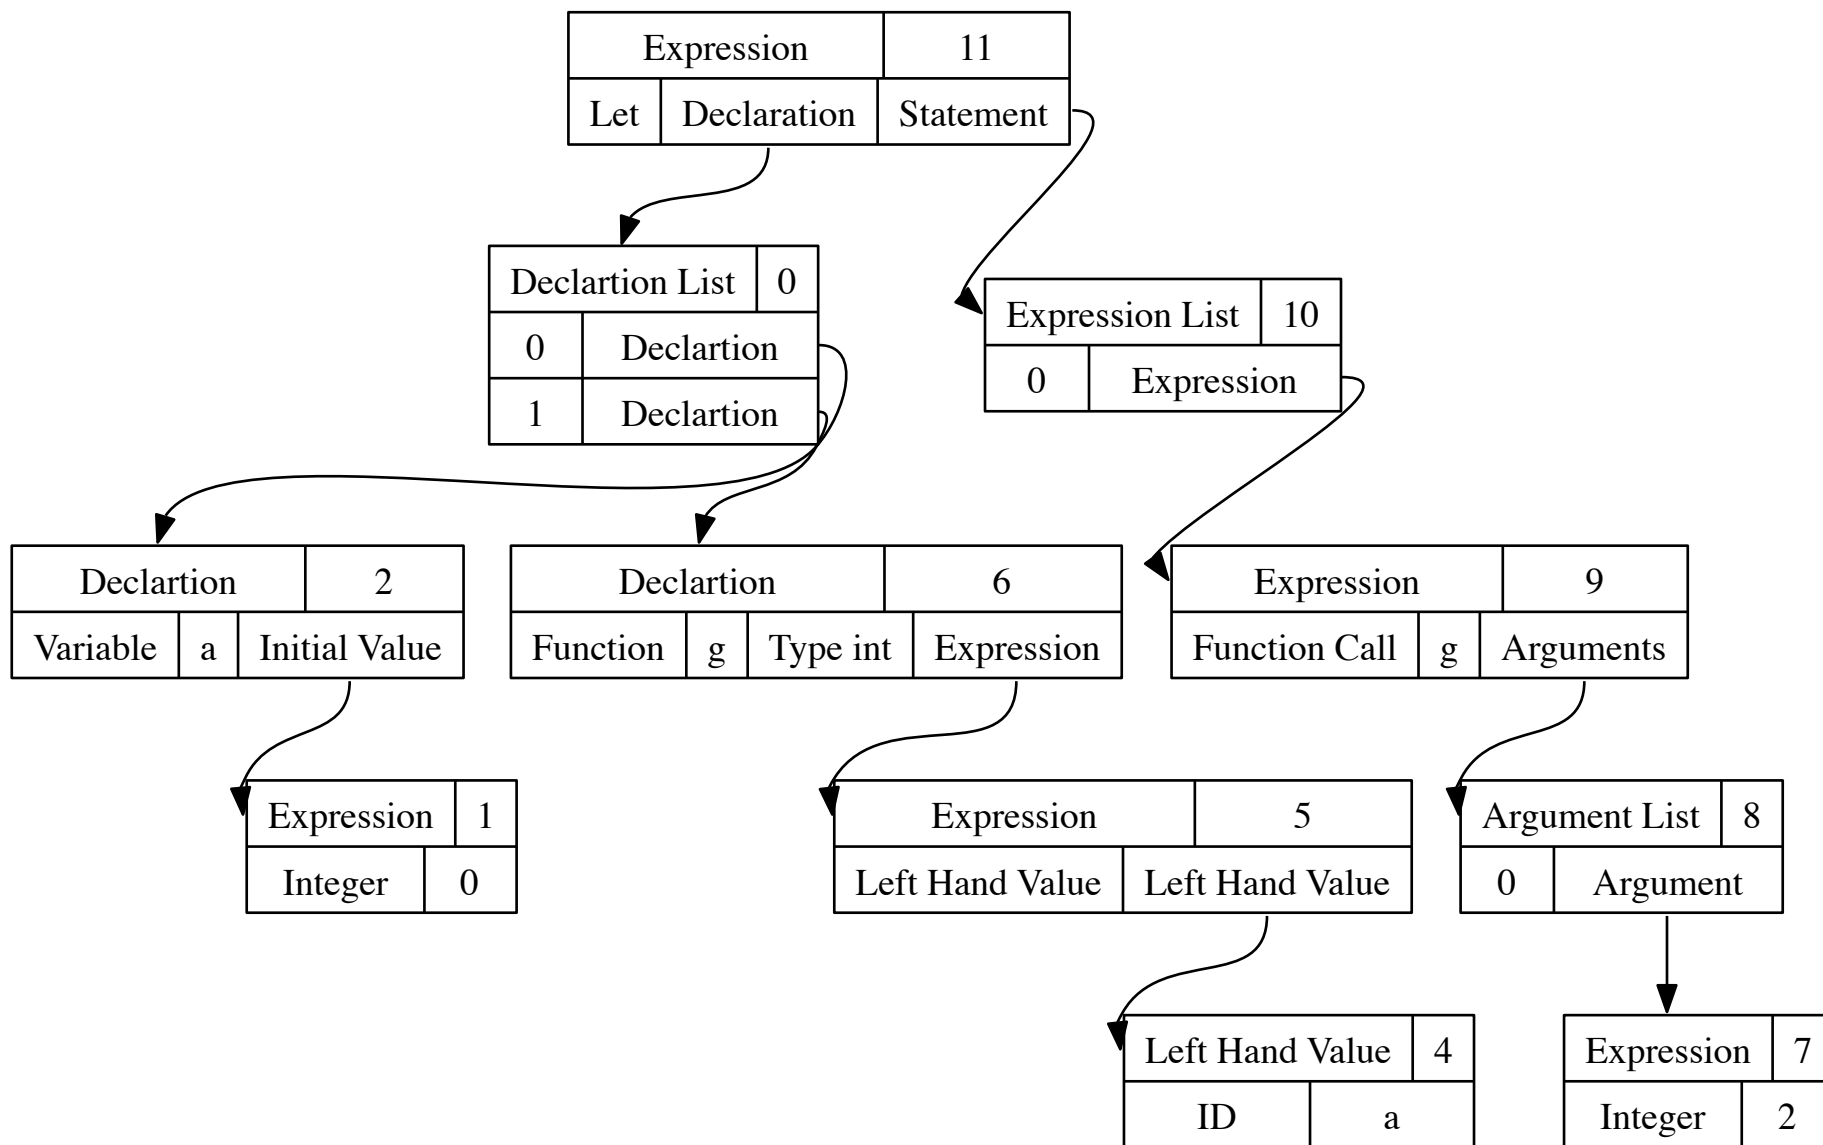 Expression 11
Let Declaration Statement
Declartion List 0
0 Declartion
1 Declartion
Expression List 10
0 Expression
Declartion 2
Variable a Initial Value
Declartion 6
Function g Type int Expression
Expression 9
Function Call g Arguments
Expression 1
Integer 0
Expression 5
Left Hand Value Left Hand Value
Argument List 8
0 Argument
Left Hand Value 4
ID a
Expression 7
Integer 2